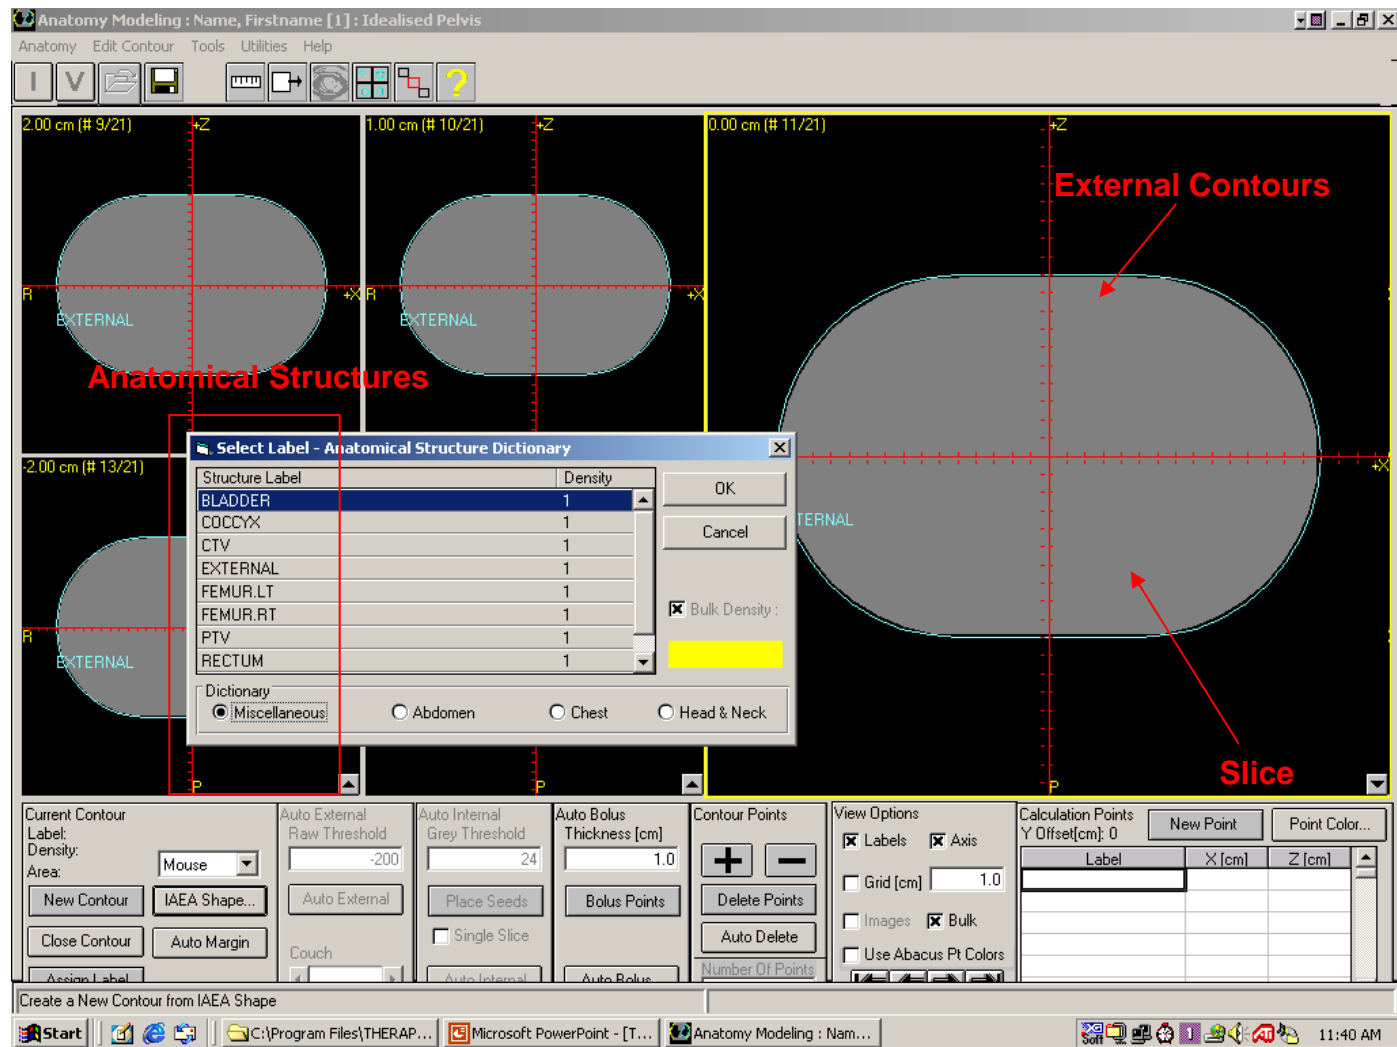 Anatomy Modeling : Name, Firstname [1] : Idealised Pelvis
Anatomy Edit Contour Tools Utilities Help
I V ?
2.00 cm (# 9/21)
+Z
R
+X
EXTERNAL
1.00 cm (# 10/21)
+Z
R
+X
EXTERNAL
0.00 cm (# 11/21)
+Z
External Contours
+X
TERNAL
Slice
P
Anatomical Structures
-2.00 cm (# 13/21)
R
EXTERNAL
P
P
Select Label - Anatomical Structure Dictionary
Structure Label Density
BLADDER 1
COCCYX 1
CTV 1
EXTERNAL 1
FEMUR.LT 1
FEMUR.RT 1
PTV 1
RECTUM 1
OK
Cancel
Bulk Density :
Dictionary
Miscellaneous Abdomen Chest Head & Neck
Current Contour
Label:
Density:
Area:
Mouse
New Contour IAEA Shape...
Close Contour Auto Margin
Assign Label
Auto External
Raw Threshold
-200
Auto External
Couch
Auto Internal
Grey Threshold
24
Place Seeds
Single Slice
Auto Internal
Auto Bolus
Thickness [cm]
1.0
Bolus Points
Auto Bolus
Contour Points
Delete Points
Auto Delete
Number Of Points
View Options
Labels Axis
Grid [cm] 1.0
Images Bulk
Use Abacus Pt Colors
Calculation Points
Y Offset[cm]: 0
New Point Point Color...
Label X [cm] Z [cm]
Create a New Contour from IAEA Shape
Start C:\Program Files\THERAP... Microsoft PowerPoint - [T... Anatomy Modeling : Nam... Soft 11:40 AM